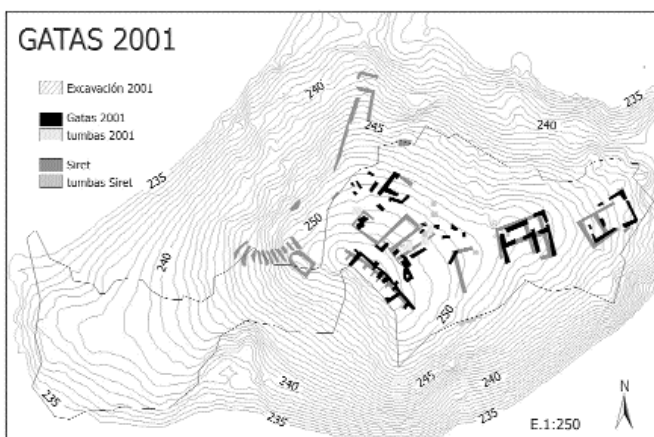 GATAS 2001
Excavación 2001
Gatas 2001
tumbas 2001
Siret
tumbas Siret
240
245
235
240
235
250
240
250
235
240
245
240
235
235
N
E.1:250